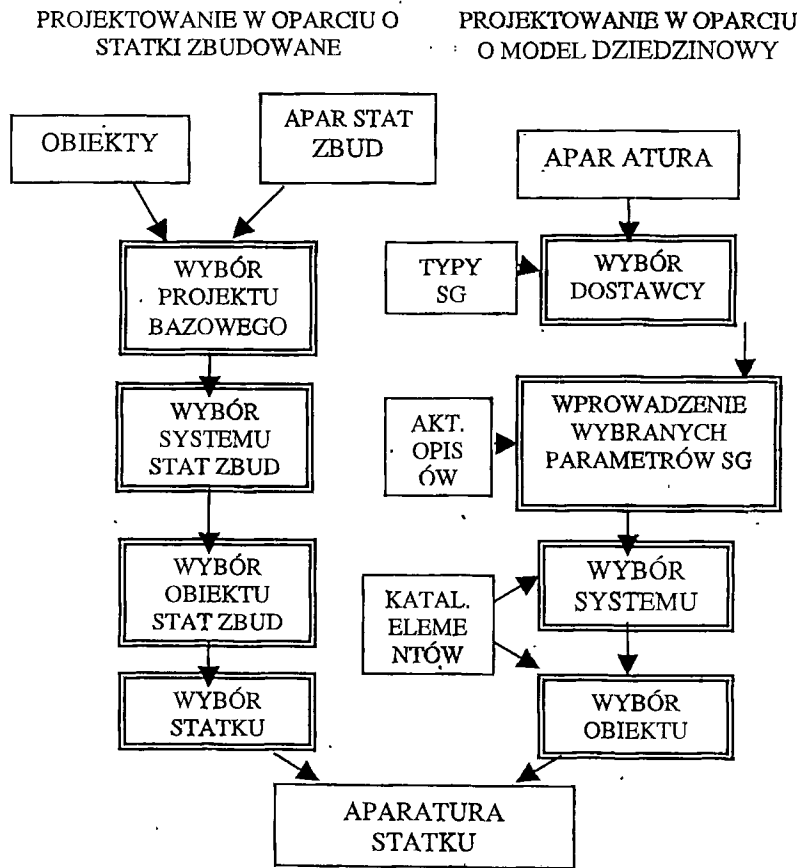 PROJEKTOWANIE W OPARCIU O
STATKI ZBUDOWANE
PROJEKTOWANIE W OPARCIU
O MODEL DZIEDZINOWY
OBIEKTY
APAR STAT
ZBUD
APAR ATURA
WYBÓR
PROJEKTU
BAZOWEGO
TYPY
SG
WYBÓR
DOSTAWCY
WYBÓR
SYSTEMU
STAT ZBUD
AKT.
OPIS
ÓW
WPROWADZENIE
WYBRANYCH
PARAMETRÓW SG
WYBÓR
OBIEKTU
STAT ZBUD
KATAL.
ELEME
NTÓW
WYBÓR
SYSTEMU
WYBÓR
STATKU
WYBÓR
OBIEKTU
APARATURA
STATKU